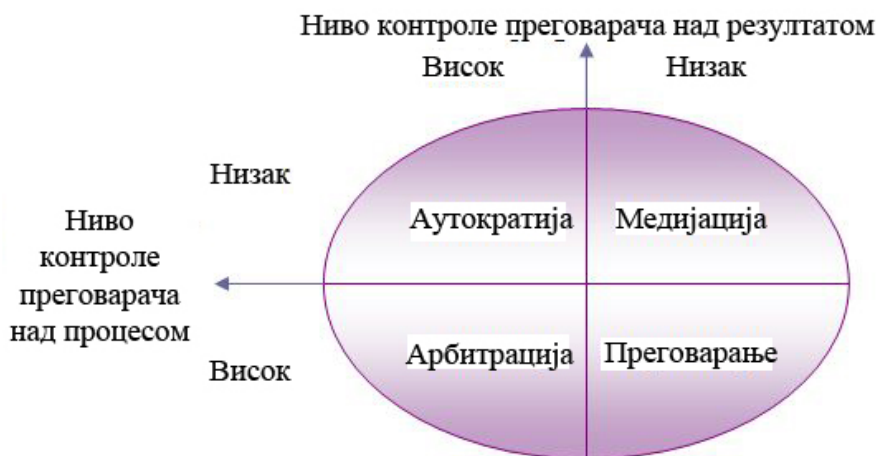 Ниво контроле преговарача над резултатом
Висок
Низак
Низак
Аутократија
Медијација
Ниво
контроле
преговарача
над процесом
Арбитрација
Преговарање
Висок